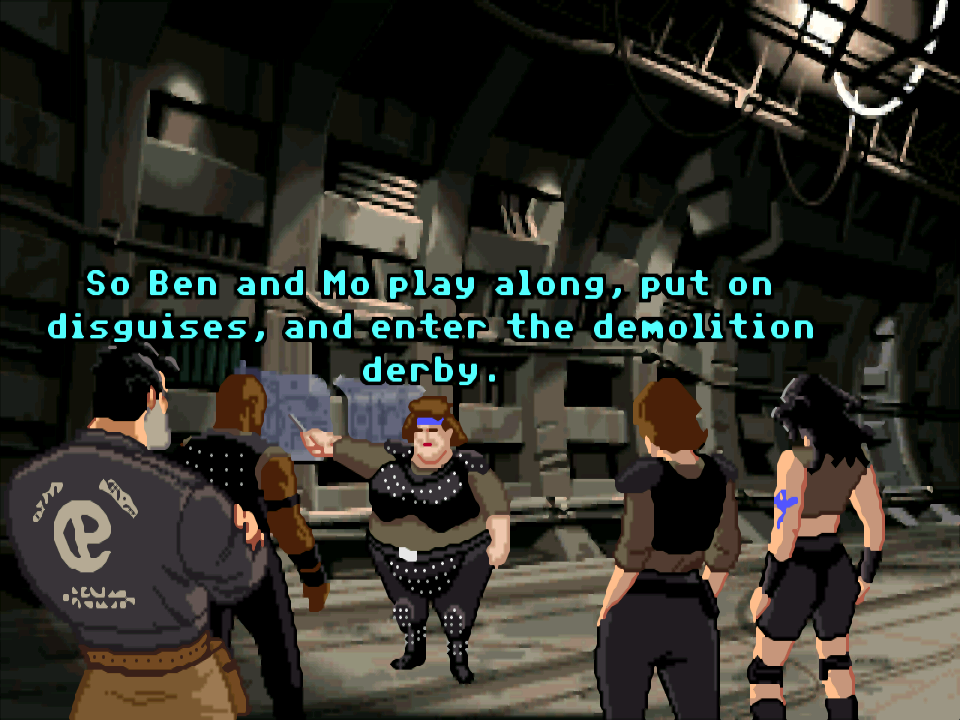 So Ben and Mo play along, put on
disguises, and enter the demolition
derby.